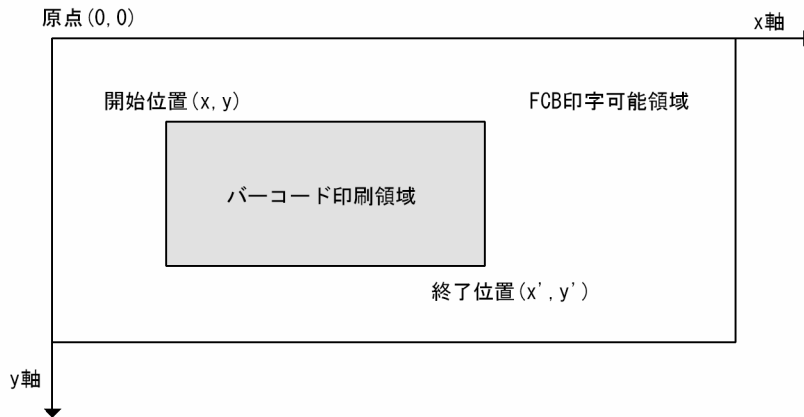 原点(0,0)
x軸
開始位置(x,y)
FCB印字可能領域
バーコード印刷領域
終了位置(x',y')
y軸